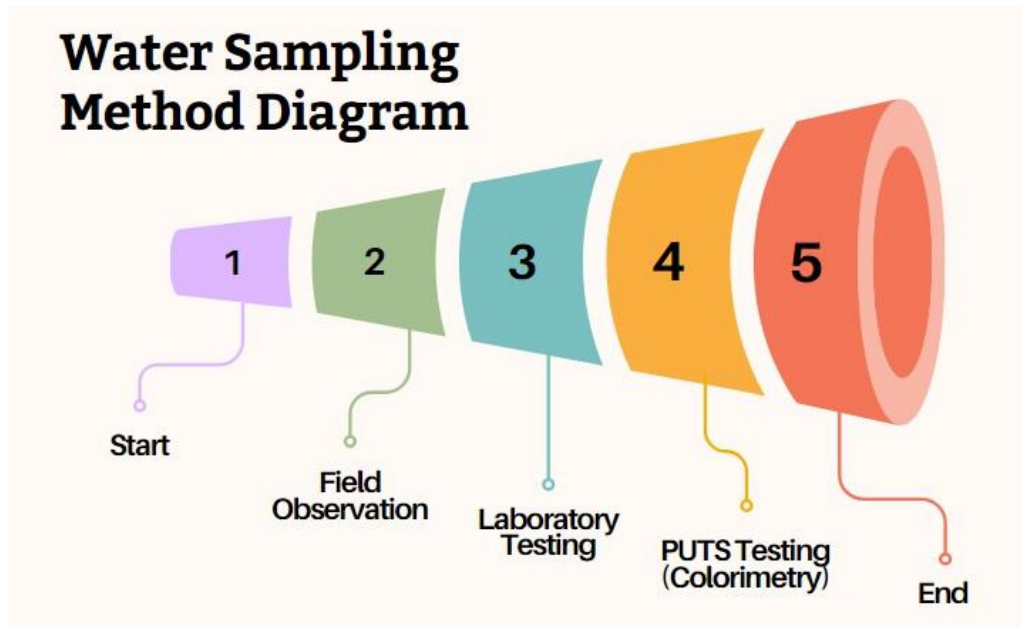 Water Sampling
Method Diagram
1
2
3
4
5
Start
Field
Observation
Laboratory
Testing
PUTS Testing
(Colorimetry)
End